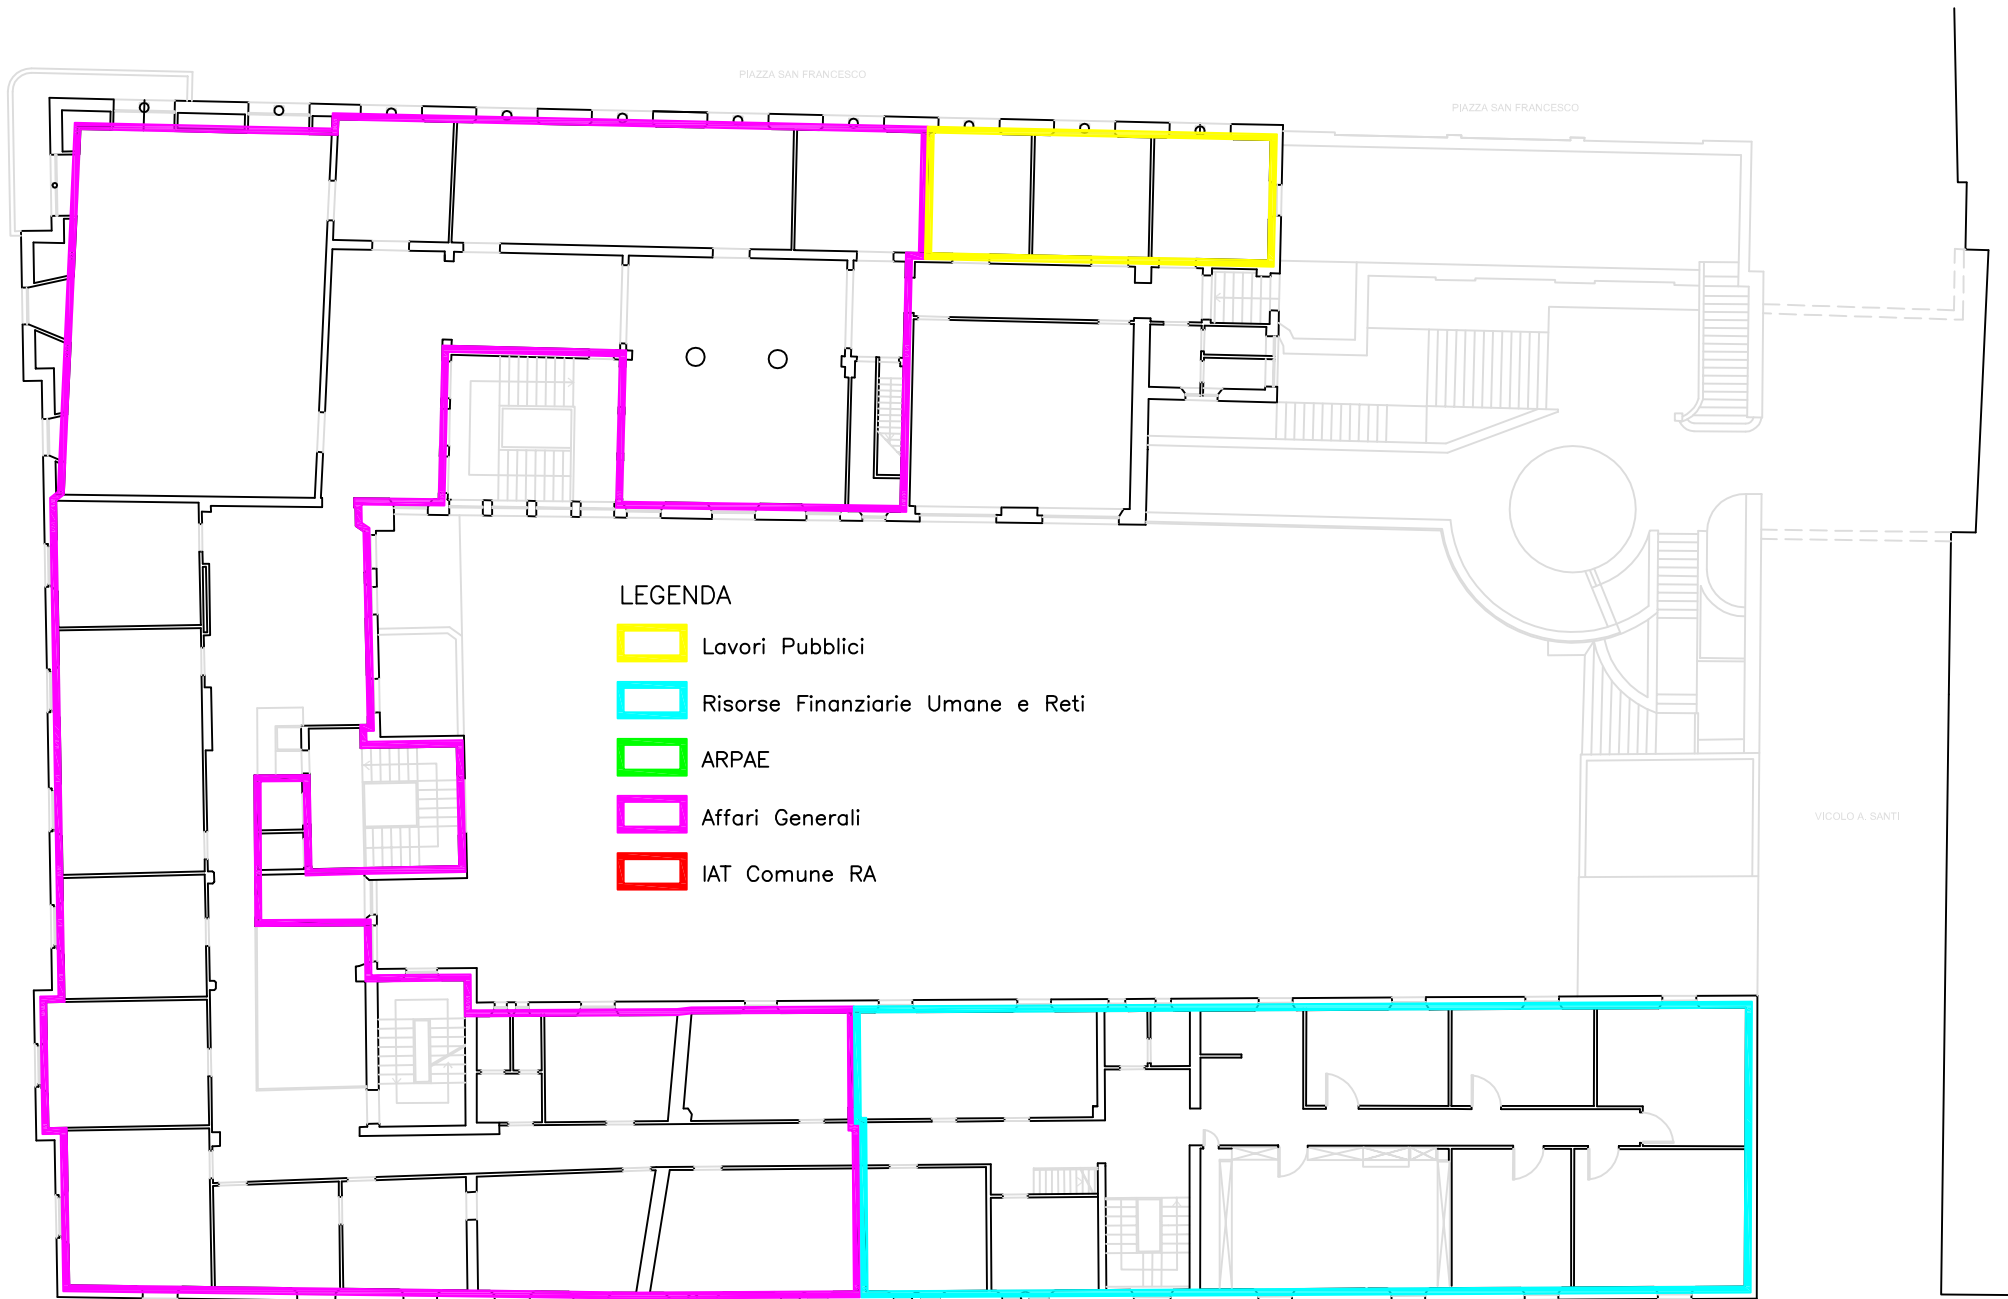 PIAZZA SAN FRANCESCO
PIAZZA SAN FRANCESCO
LEGENDA
Lavori Pubblici
Risorse Finanziarie Umane e Reti
ARPAE
Affari Generali
IAT Comune RA
VICOLO A. SANTI